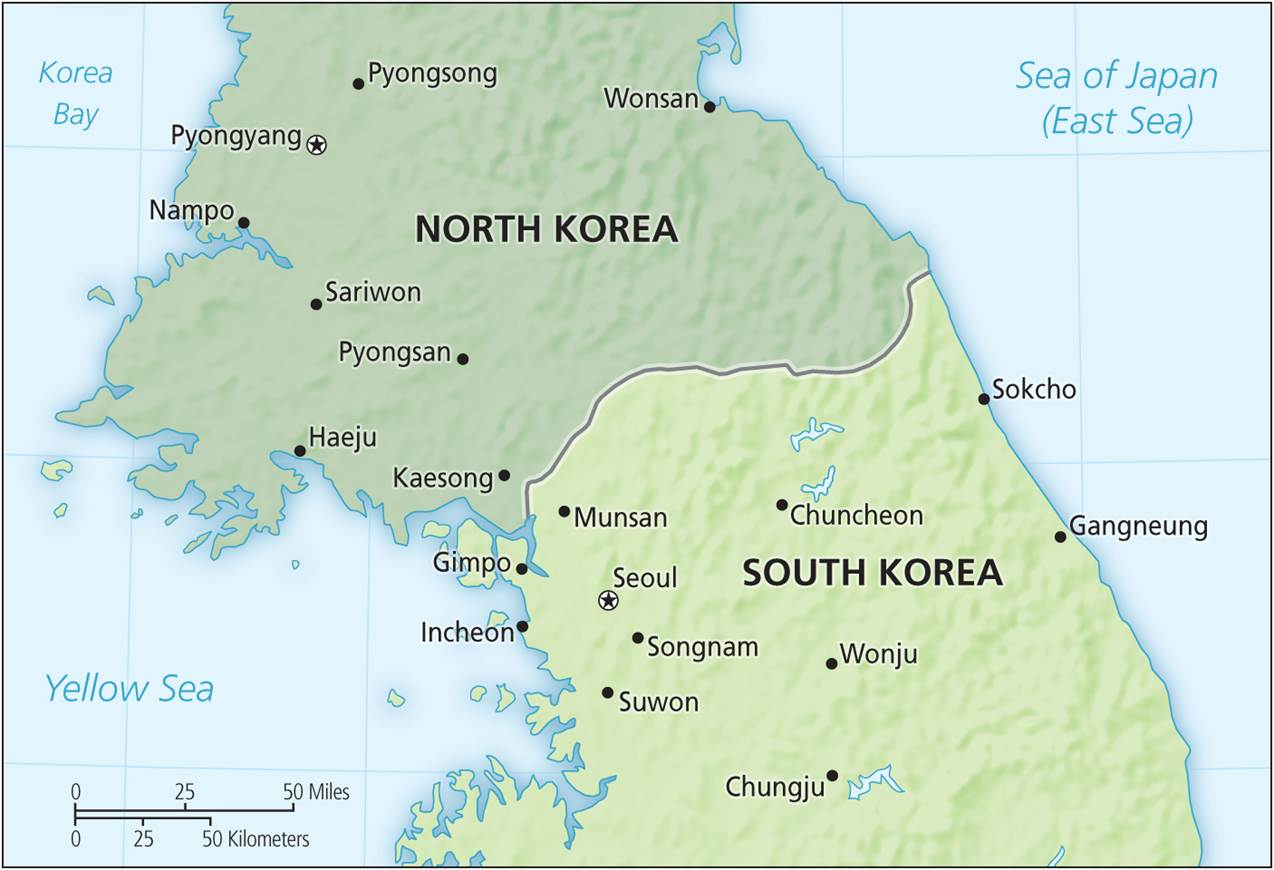 Korea
Bay
Pyongsong
Wonsan
Sea of Japan
(East Sea)
Pyongyang
Nampo
NORTH KOREA
Sariwon
Pyongsan
Sokcho
Haeju
Kaesong
Munsan
Chuncheon
Gangneung
Gimpo
Seoul
SOUTH KOREA
Incheon
Songnam
Wonju
Yellow Sea
Suwon
Chungju
0 25 50 Miles
0 25 50 Kilometers